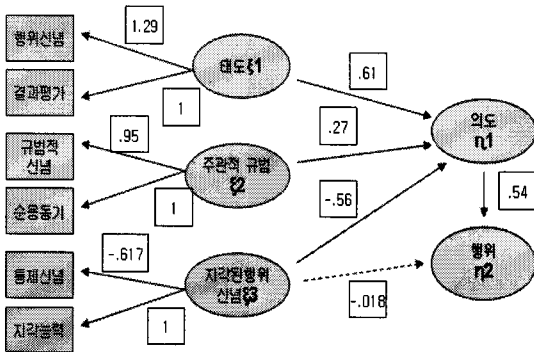 행위신념
1.29
태도ξ1
.61
결과평가
1
의도
η1
규범적
신념
.95
.27
주관적 규범
ξ2
순응동기
1
-.56
.54
통제신념
-.617
지각된행위
신념ξ3
행위
η2
지각능력
1
-.018